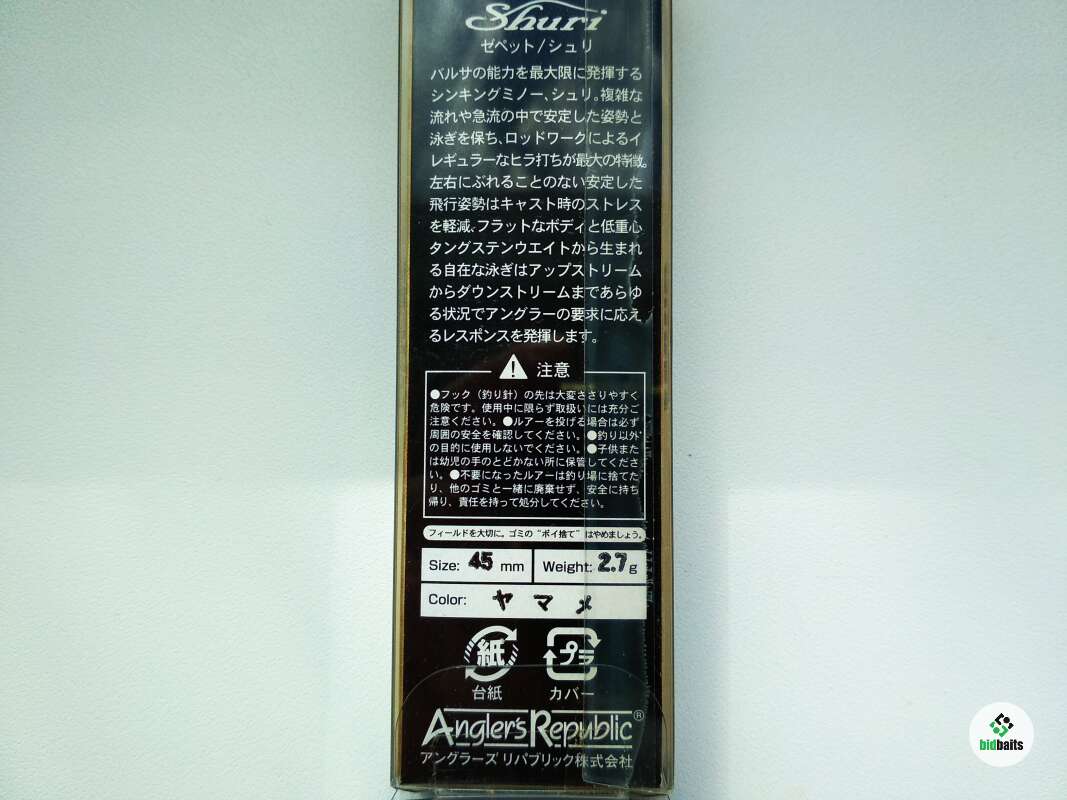 Shuri
ゼペット/シュリ
バルサの能力を最大限に発揮する
シンキングミノー、シュリ。複雑な
流れや急流の中で安定した姿勢と
泳ぎを保ち、ロッドワークによるイ
レギュラーなヒラ打ちが最大の特徴。
左右にぶれることのない安定した
飛行姿勢はキャスト時のストレス
を軽減、フラットなボディと低重心
タングステンウエイトから生まれ
る自在な泳ぎはアップストリーム
からダウンストリームまであらゆ
る状況でアングラーの要求に応え
るレスポンスを発揮します。
注意
●フック（釣り針）の先は大変ささりやすく
危険です。使用中に限らず取扱いには充分ご
注意ください。●ルアーを投げる場合は必ず
周囲の安全を確認してください。●釣り以外
の目的に使用しないでください。●子供また
は幼児の手のとどかない所に保管してくださ
い。●不要になったルアーは釣り場に捨てた
り、他のゴミと一緒に廃棄せず、安全に持ち
帰り、責任を持って処分してください。
フィールドを大切に。ゴミの“ポイ捨て”はやめましょう。
Size: 45 mm Weight: 2.7 g
Color: ヤマメ
紙 プラ
台紙 カバー
Angler's Republic®
アングラーズ リパブリック株式会社
bidbaits